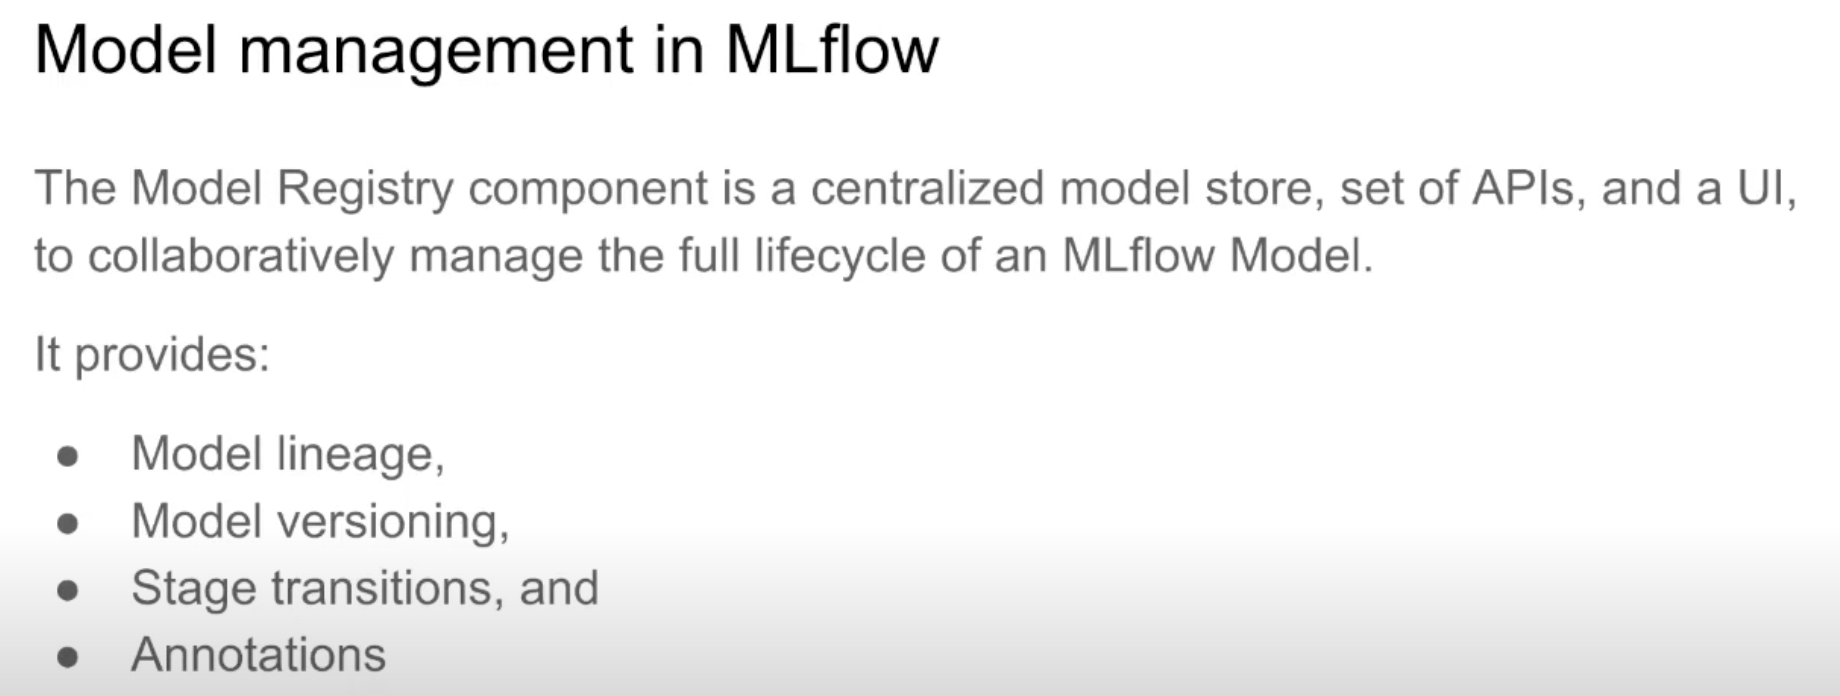 Model management in MLflow
The Model Registry component is a centralized model store, set of APIs, and a UI,
to collaboratively manage the full lifecycle of an MLflow Model.
It provides:
● Model lineage,
● Model versioning,
● Stage transitions, and
● Annotations